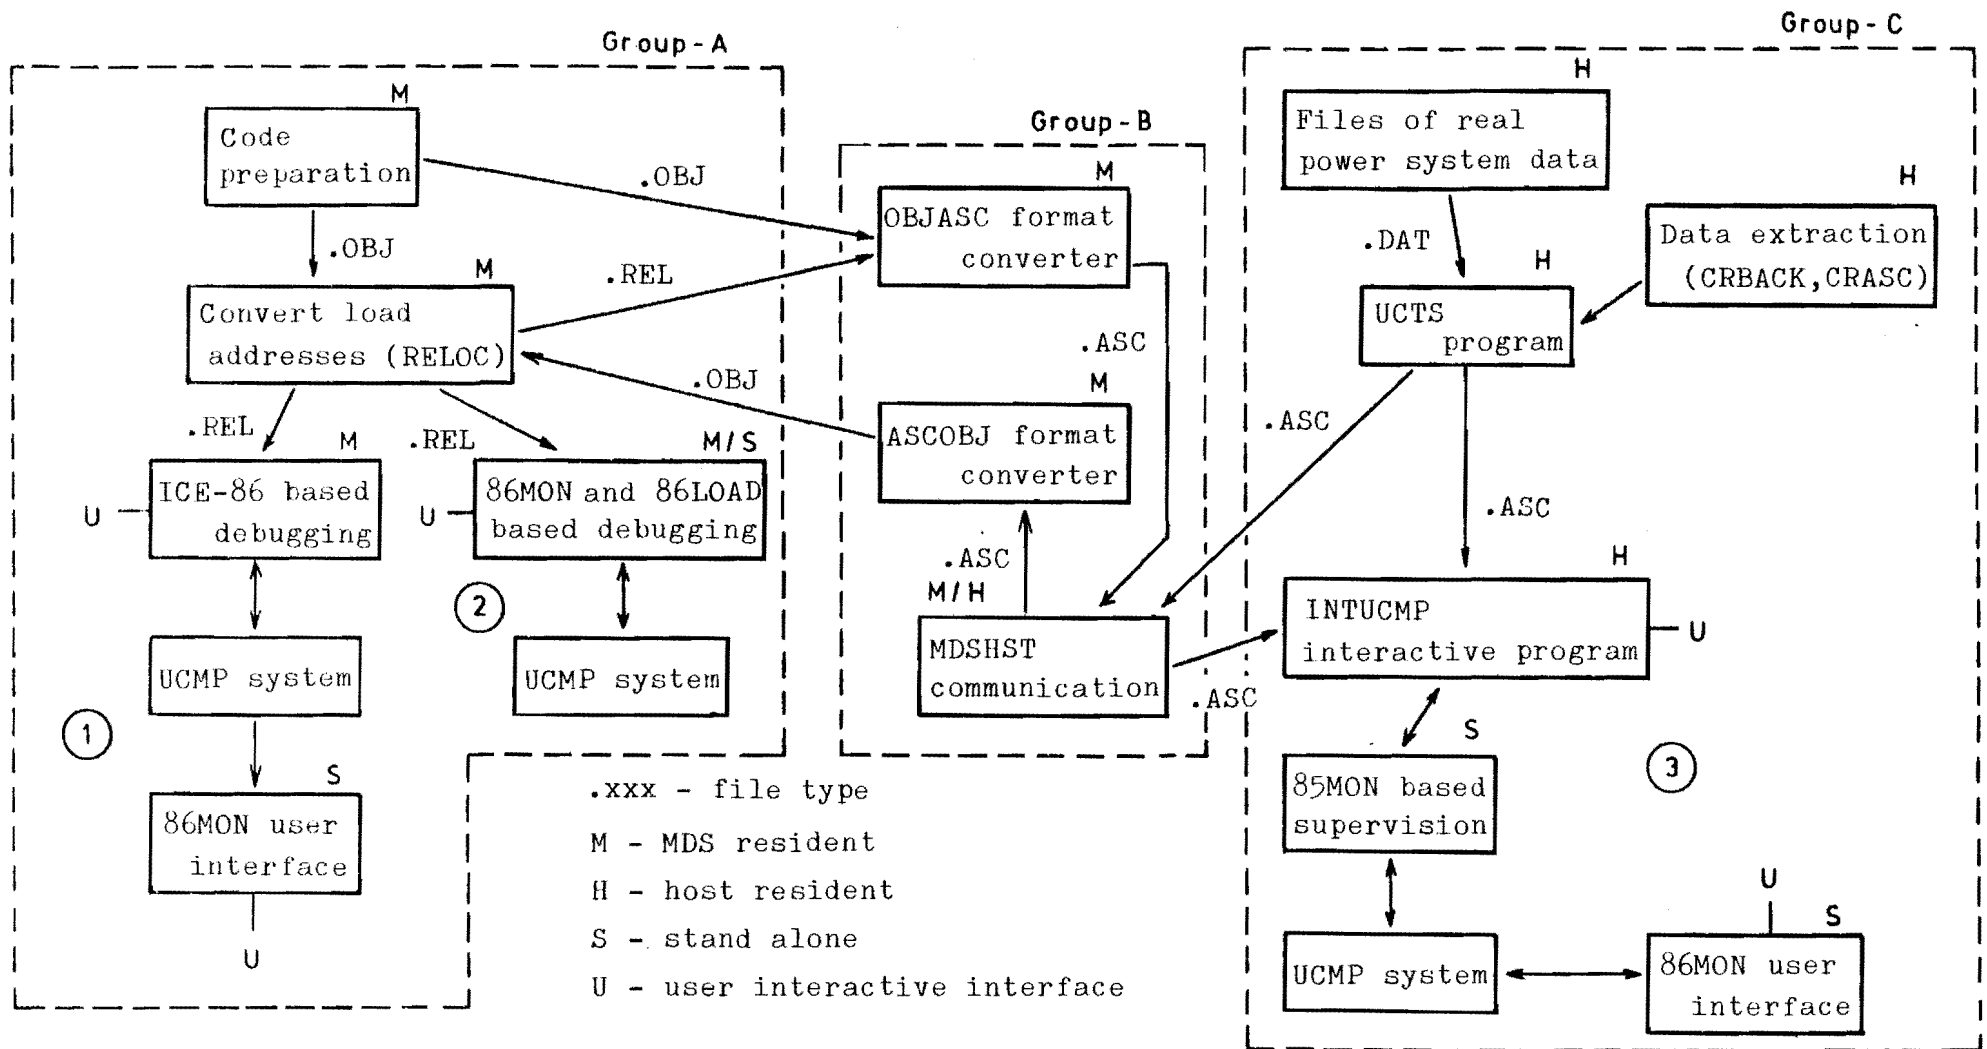 Group-A
M
Code
preparation
.OBJ
.OBJ
M
Convert load
addresses (RELOC)
.REL
.OBJ
.REL
.REL
M
ICE-86 based
debugging
U
M/S
86MON and 86LOAD
based debugging
U
2
UCMP system
UCMP system
1
S
86MON user
interface
U
Group-B
M
OBJASC format
converter
.ASC
M
ASCOBJ format
converter
.ASC
M/H
MDSHST
communication
.ASC
.xxx - file type
M - MDS resident
H - host resident
S - stand alone
U - user interactive interface
Group-C
H
Files of real
power system data
H
Data extraction
(CRBACK,CRASC)
.DAT
H
UCTS
program
.ASC
.ASC
H
INTUCMP
interactive program
U
S
85MON based
supervision
3
UCMP system
U
S
86MON user
interface